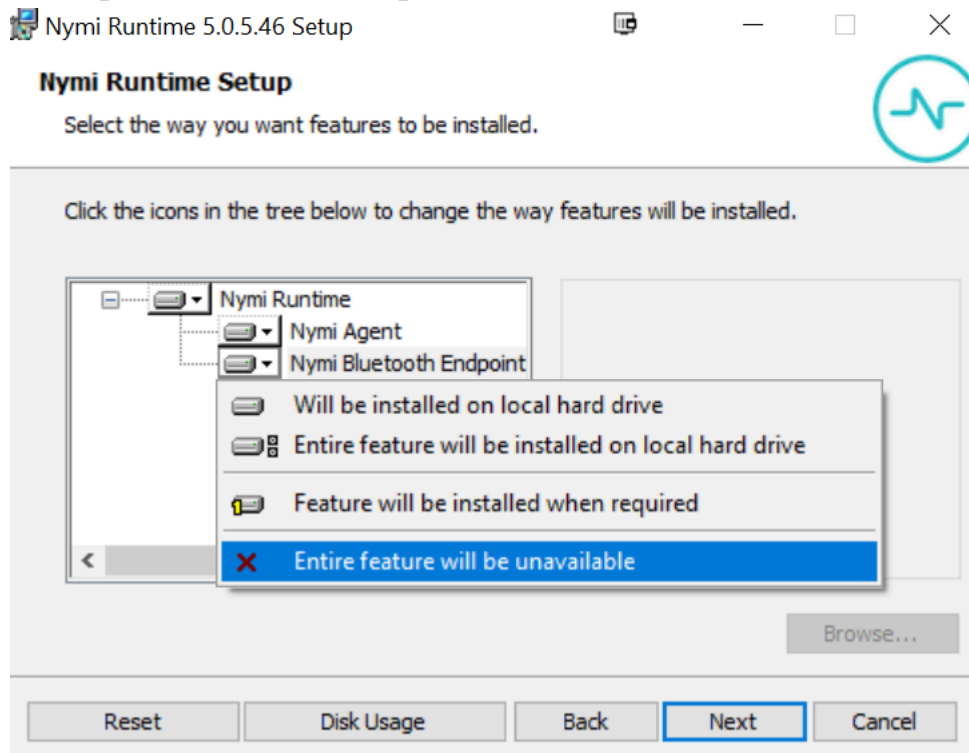 Nymi Runtime 5.0.5.46 Setup
Nymi Runtime Setup
Select the way you want features to be installed.
Click the icons in the tree below to change the way features will be installed.
Nymi Runtime
Nymi Agent
Nymi Bluetooth Endpoint
Will be installed on local hard drive
Entire feature will be installed on local hard drive
Feature will be installed when required
Entire feature will be unavailable
Browse...
Reset Disk Usage Back Next Cancel